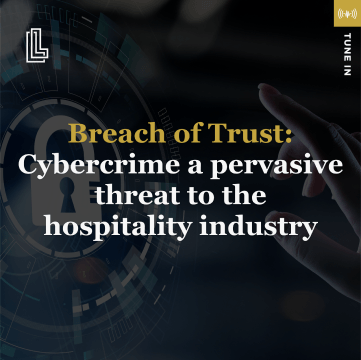 TUNE IN
Breach of Trust:
Cybercrime a pervasive
threat to the
hospitality industry